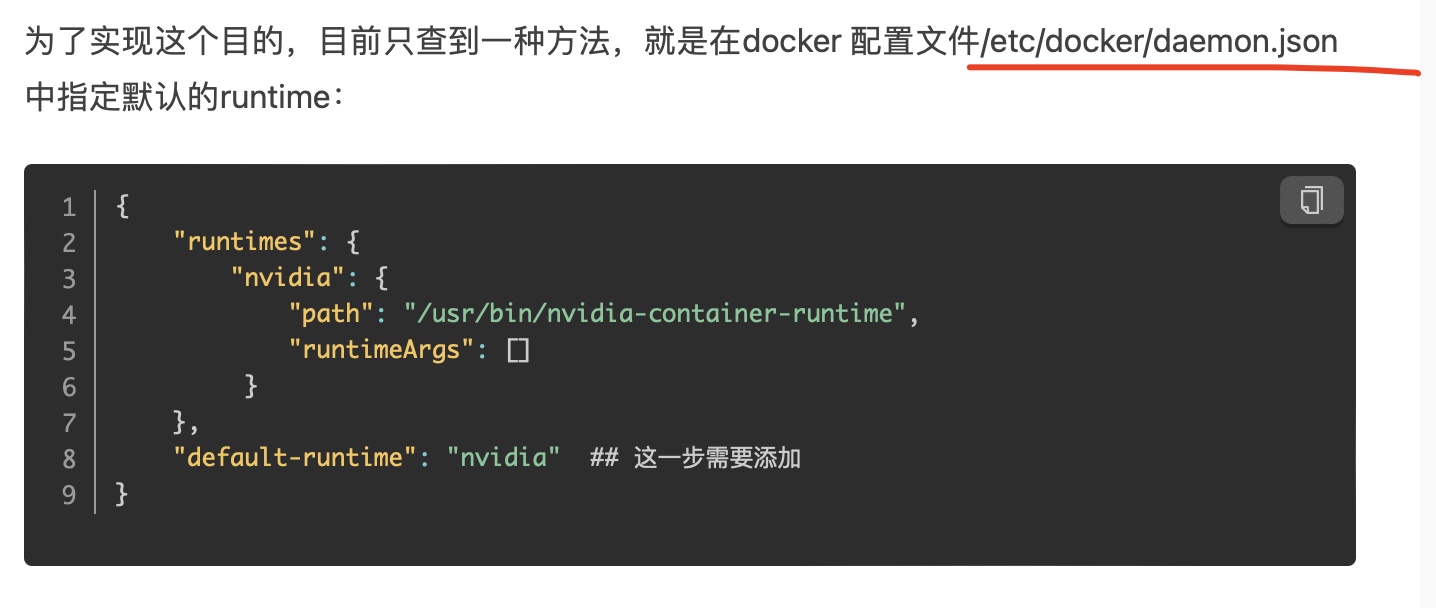 为了实现这个目的，目前只查到一种方法，就是在docker 配置文件/etc/docker/daemon.json
中指定默认的runtime：
1 {
2     "runtimes": {
3         "nvidia": {
4             "path": "/usr/bin/nvidia-container-runtime",
5             "runtimeArgs": []
6          }
7     },
8     "default-runtime": "nvidia"  ## 这一步需要添加
9 }